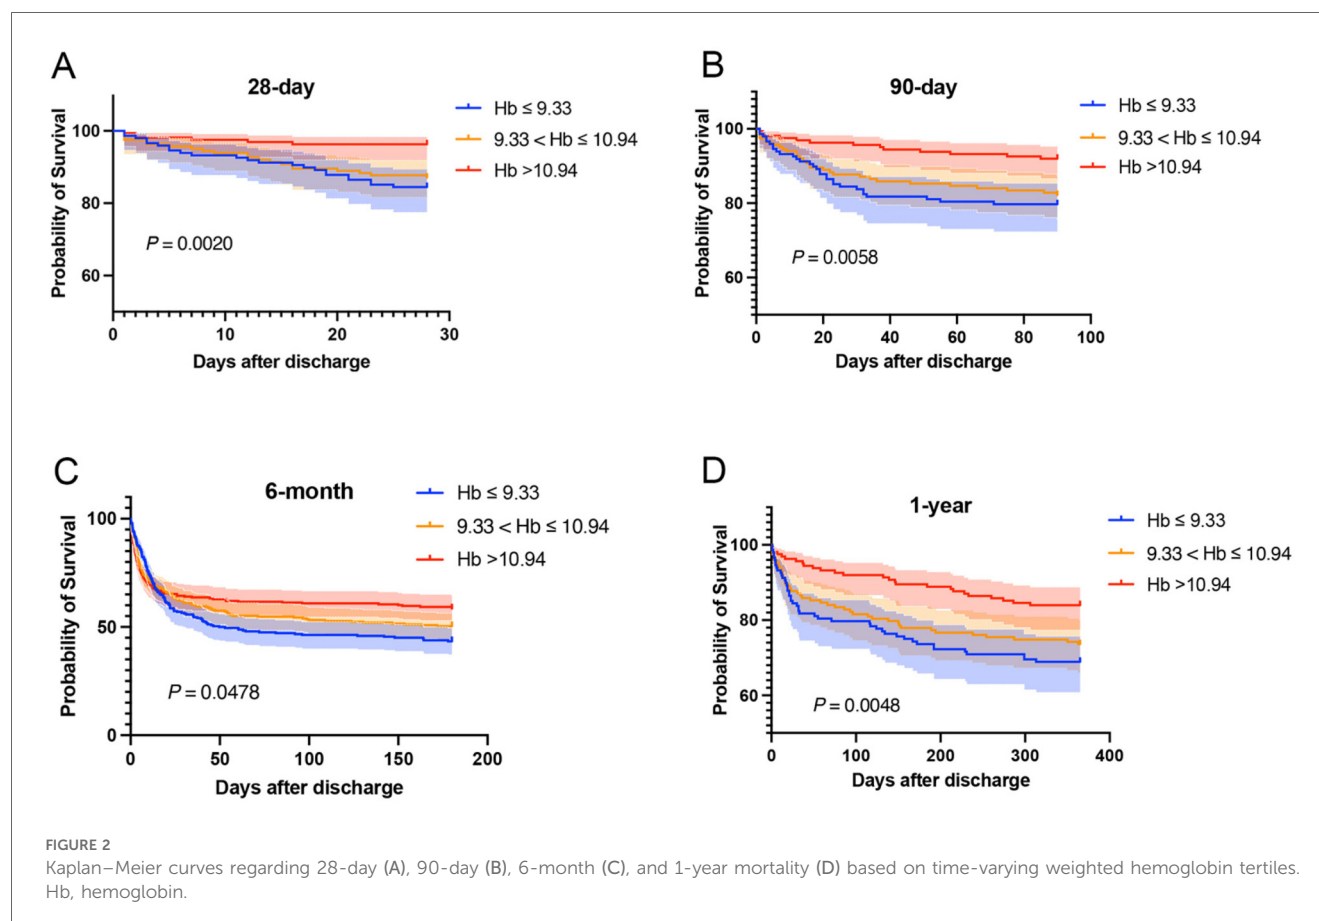 A
28-day
Hb ≤ 9.33
9.33 < Hb ≤ 10.94
Hb >10.94
Probability of Survival
100
80
60
P = 0.0020
0 10 20 30
Days after discharge
B
90-day
Hb ≤ 9.33
9.33 < Hb ≤ 10.94
Hb >10.94
Probability of Survival
100
80
60
P = 0.0058
0 20 40 60 80 100
Days after discharge
C
6-month
Hb ≤ 9.33
9.33 < Hb ≤ 10.94
Hb >10.94
Probability of Survival
100
50
0
P = 0.0478
0 50 100 150 200
Days after discharge
D
1-year
Hb ≤ 9.33
9.33 < Hb ≤ 10.94
Hb >10.94
Probability of Survival
100
80
60
P = 0.0048
0 100 200 300 400
Days after discharge
FIGURE 2
Kaplan–Meier curves regarding 28-day (A), 90-day (B), 6-month (C), and 1-year mortality (D) based on time-varying weighted hemoglobin tertiles.
Hb, hemoglobin.